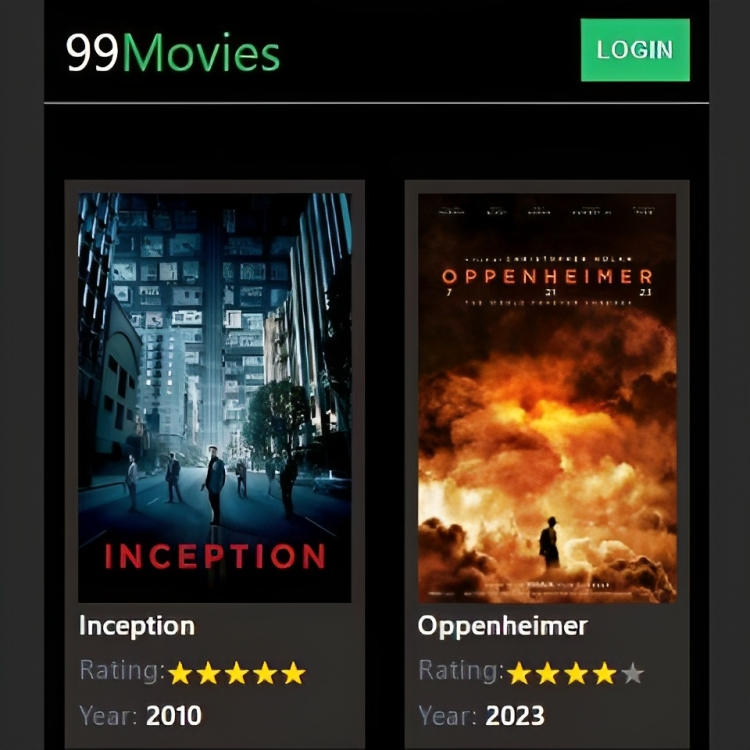 99Movies
LOGIN
INCEPTION
CHRISTOPHER NOLAN
OPPENHEIMER
7 21 23
THE WORLD FOREVER CHANGES
Inception
Rating:
Year: 2010
Oppenheimer
Rating:
Year: 2023